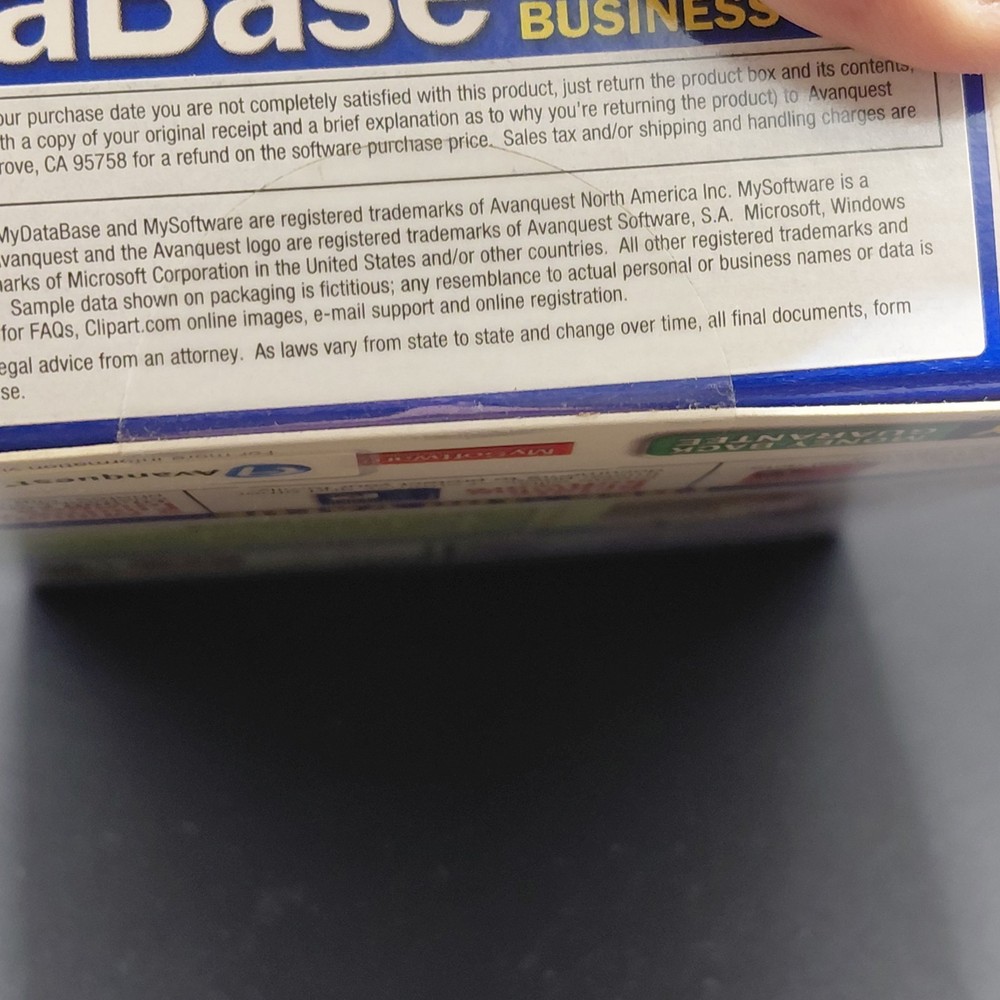 aBase BUSINESS
our purchase date you are not completely satisfied with this product, just return the product box and its contents,
th a copy of your original receipt and a brief explanation as to why you're returning the product) to Avanquest
rove, CA 95758 for a refund on the software purchase price. Sales tax and/or shipping and handling charges are
MyDataBase and MySoftware are registered trademarks of Avanquest North America Inc. MySoftware is a
vanquest and the Avanquest logo are registered trademarks of Avanquest Software, S.A. Microsoft, Windows
arks of Microsoft Corporation in the United States and/or other countries. All other registered trademarks and
Sample data shown on packaging is fictitious; any resemblance to actual personal or business names or data is
for FAQs, Clipart.com online images, e-mail support and online registration.
egal advice from an attorney. As laws vary from state to state and change over time, all final documents, form
se.
GUARANTEE
MySoftware
Avanquest
For more information